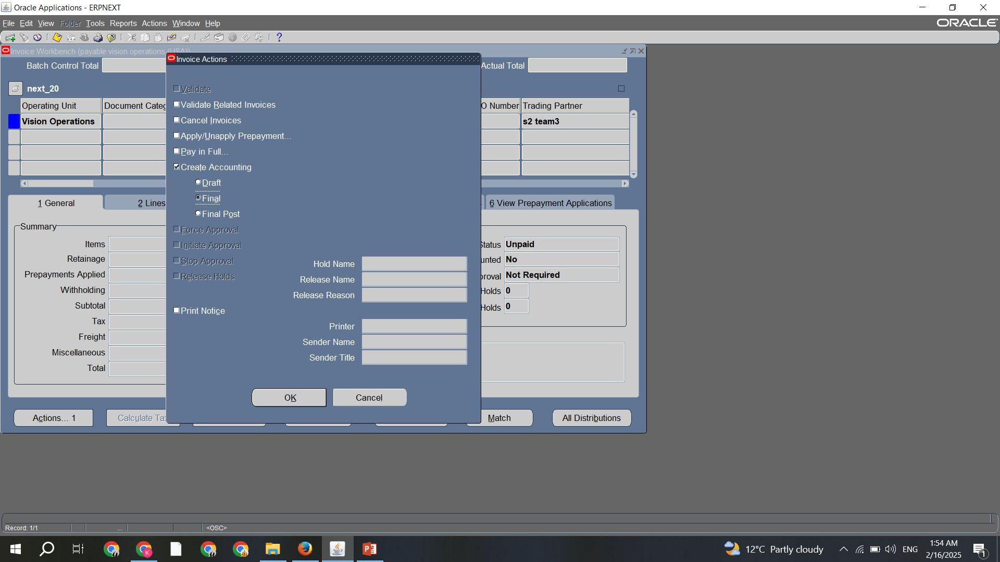 Oracle Applications - ERPNEXT
File Edit View Folder Tools Reports Actions Window Help
ORACLE
Invoice Workbench (payable vision operations (USA))
Batch Control Total
Actual Total
next_20
Operating Unit
Document Categ
O Number
Trading Partner
Vision Operations
s2 team3
1 General
2 Lines
6 View Prepayment Applications
Summary
Items
Retainage
Prepayments Applied
Withholding
Subtotal
Tax
Freight
Miscellaneous
Total
Invoice Actions
Validate
Validate Related Invoices
Cancel Invoices
Apply/Unapply Prepayment...
Pay in Full...
Create Accounting
Draft
Final
Final Post
Force Approval
Initiate Approval
Stop Approval
Release Holds
Hold Name
Release Name
Release Reason
Print Notice
Printer
Sender Name
Sender Title
OK
Cancel
Status Unpaid
unted No
proval Not Required
Holds 0
Holds 0
Actions... 1
Calculate Ta
Match
All Distributions
Record: 1/1
...
<OSC>
12°C Partly cloudy
ENG
1:54 AM
2/16/2025
1